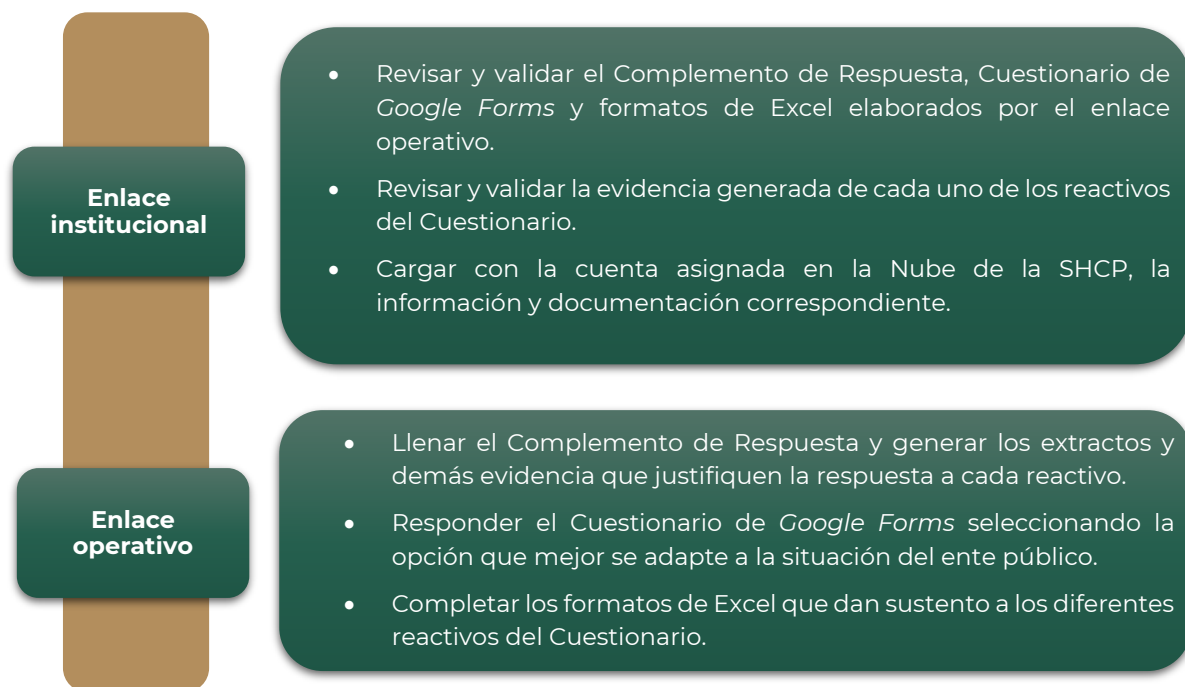 Enlace
institucional
• Revisar y validar el Complemento de Respuesta, Cuestionario de
Google Forms y formatos de Excel elaborados por el enlace
operativo.
• Revisar y validar la evidencia generada de cada uno de los reactivos
del Cuestionario.
• Cargar con la cuenta asignada en la Nube de la SHCP, la
información y documentación correspondiente.
Enlace
operativo
• Llenar el Complemento de Respuesta y generar los extractos y
demás evidencia que justifiquen la respuesta a cada reactivo.
• Responder el Cuestionario de Google Forms seleccionando la
opción que mejor se adapte a la situación del ente público.
• Completar los formatos de Excel que dan sustento a los diferentes
reactivos del Cuestionario.